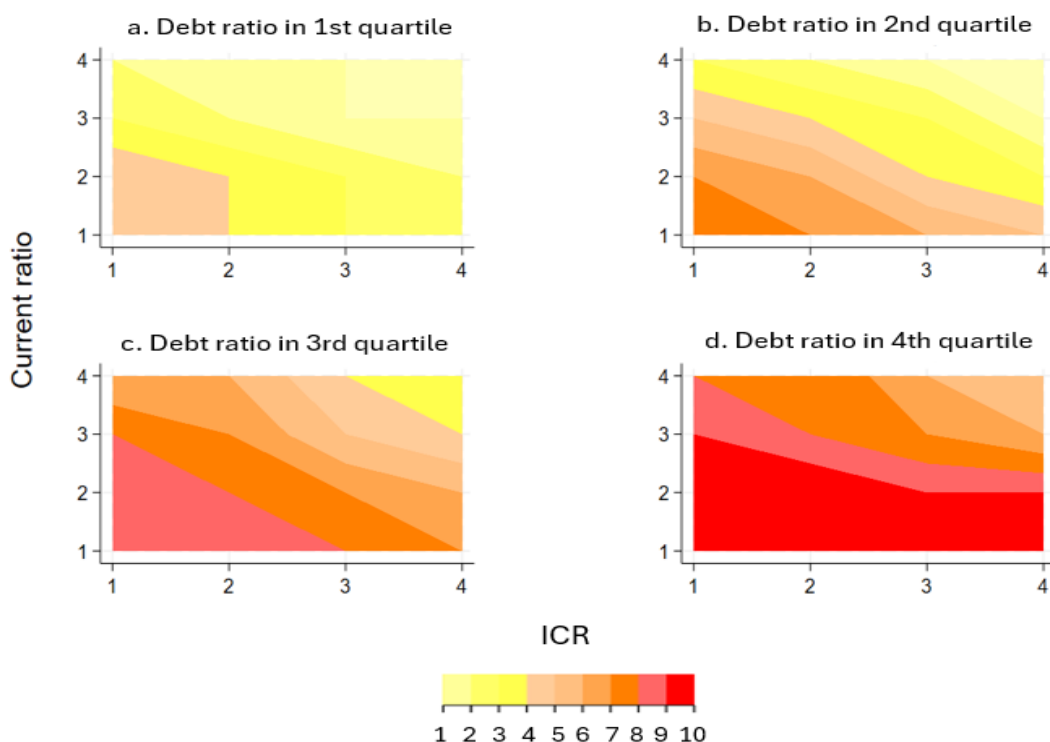 a. Debt ratio in 1st quartile
4
3
2
1
1 2 3 4
b. Debt ratio in 2nd quartile
4
3
2
1
1 2 3 4
Current ratio
c. Debt ratio in 3rd quartile
4
3
2
1
1 2 3 4
d. Debt ratio in 4th quartile
4
3
2
1
1 2 3 4
ICR
1 2 3 4 5 6 7 8 9 10